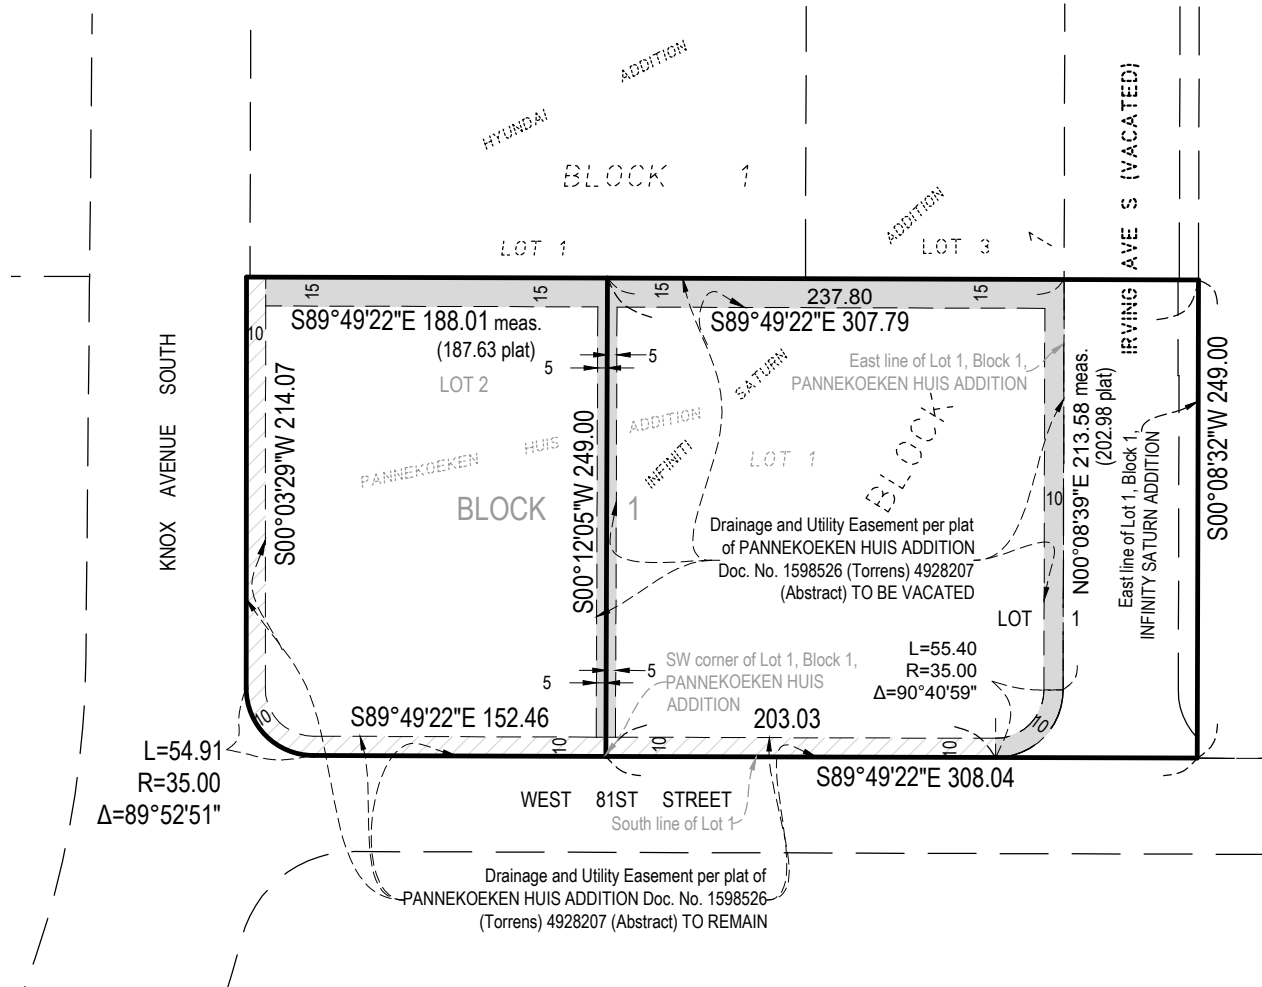 ADDITION
HYUNDAI
BLOCK 1
ADDITION
LOT 1
LOT 3
IRVING AVE S (VACATED)
15
15
15
15
237.80
S89°49'22"E 188.01 meas.
(187.63 plat)
S89°49'22"E 307.79
10
5
5
LOT 2
KNOX AVENUE SOUTH
S00°03'29"W 214.07
S00°12'05"W 249.00
East line of Lot 1, Block 1,
PANNEKOEKEN HUIS ADDITION
SATURN
INFINITI
PANNEKOEKEN HUIS ADDITION
LOT 1
BLOCK
BLOCK 1
N00°08'39"E 213.58 meas.
(202.98 plat)
East line of Lot 1, Block 1,
INFINITY SATURN ADDITION
S00°08'32"W 249.00
10
Drainage and Utility Easement per plat
of PANNEKOEKEN HUIS ADDITION
Doc. No. 1598526 (Torrens) 4928207
(Abstract) TO BE VACATED
LOT 1
L=55.40
R=35.00
Δ=90°40'59"
SW corner of Lot 1, Block 1,
PANNEKOEKEN HUIS
ADDITION
5
5
10
S89°49'22"E 152.46
203.03
10
10
10
10
L=54.91
R=35.00
Δ=89°52'51"
S89°49'22"E 308.04
WEST 81ST STREET
South line of Lot 1
Drainage and Utility Easement per plat of
PANNEKOEKEN HUIS ADDITION Doc. No. 1598526
(Torrens) 4928207 (Abstract) TO REMAIN